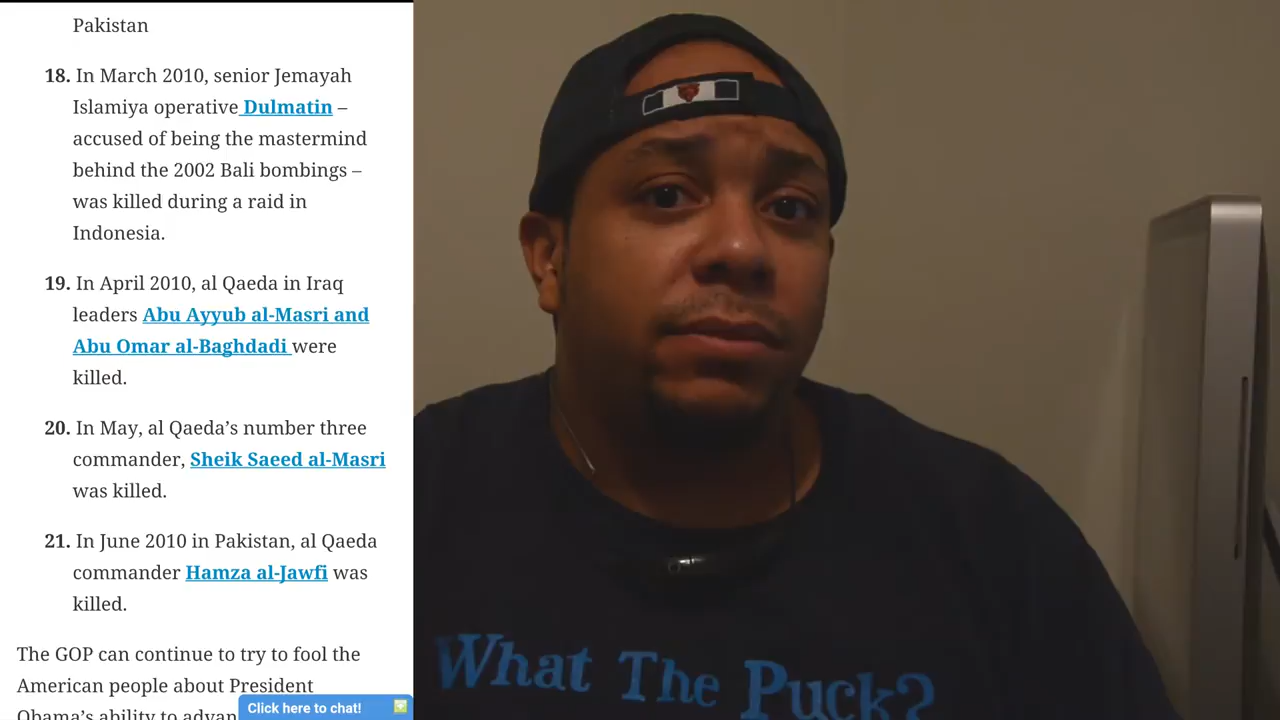 Pakistan
18. In March 2010, senior Jemayah
Islamiya operative Dulmatin –
accused of being the mastermind
behind the 2002 Bali bombings –
was killed during a raid in
Indonesia.
19. In April 2010, al Qaeda in Iraq
leaders Abu Ayyub al-Masri and
Abu Omar al-Baghdadi were
killed.
20. In May, al Qaeda’s number three
commander, Sheik Saeed al-Masri
was killed.
21. In June 2010 in Pakistan, al Qaeda
commander Hamza al-Jawfi was
killed.
The GOP can continue to try to fool the
American people about President
Obama’s ability to
Click here to chat!
What The Puck?